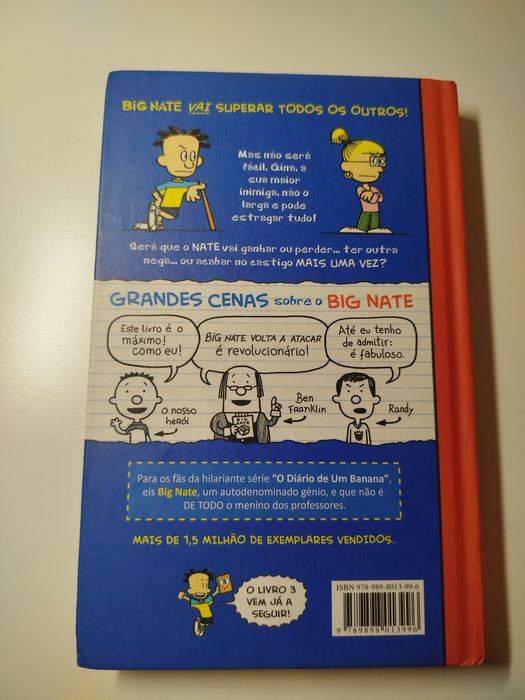 BIG NATE VAI SUPERAR TODOS OS OUTROS!
Mas não será
fácil. Gina, a
sua maior
inimiga, não o
larga e pode
estragar tudo!
Será que o NATE vai ganhar ou perder... ter outra
nega... ou acabar no castigo MAIS UMA VEZ?
GRANDES CENAS sobre o BIG NATE
Este livro é o
máximo!
Como eu!
BIG NATE VOLTA A ATACAR
é revolucionário!
Até eu tenho
de admitir:
é fabuloso.
O nosso
herói
BIG
NATE
Ben
Franklin
Randy
Para os fãs da hilariante série "O Diário de Um Banana",
eis Big Nate, um autodenominado génio, e que não é
DE TODO o menino dos professores.
MAIS DE 1,5 MILHÃO DE EXEMPLARES VENDIDOS.
3
O LIVRO 3
VEM JÁ A
SEGUIR!
ISBN 978-989-8013-99-6
9 789898 013996